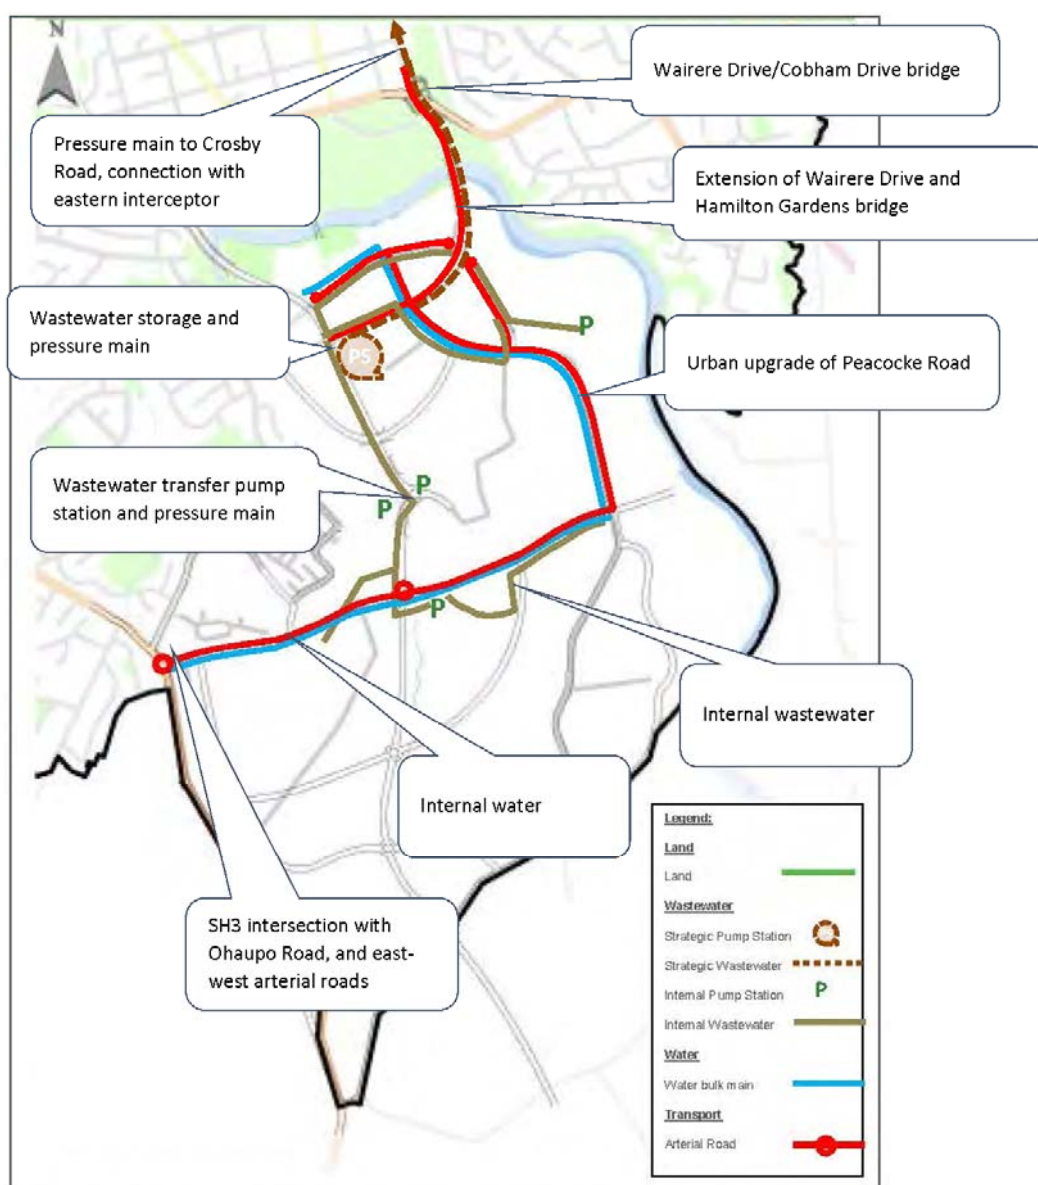 N
Wairere Drive/Cobham Drive bridge
Pressure main to Crosby
Road, connection with
eastern interceptor
Extension of Wairere Drive and
Hamilton Gardens bridge
Wastewater storage and
pressure main
PS
P
Urban upgrade of Peacocke Road
Wastewater transfer pump
station and pressure main
P
P
P
Internal wastewater
Internal water
SH3 intersection with
Ohaupo Road, and east-
west arterial roads
Legend:
Land
Land
Wastewater
Strategic Pump Station
Strategic Wastewater
Internal Pump Station P
Internal Wastewater
Water
Water bulk main
Transport
Arterial Road